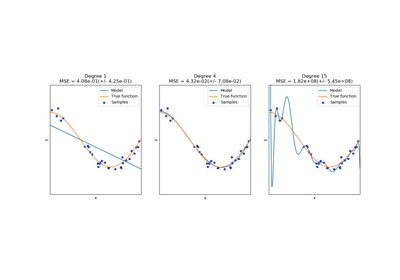 Degree 1
MSE = 4.08e-01(+/- 4.25e-01)
Model
True function
Samples
y
x
Degree 4
MSE = 4.32e-02(+/- 7.08e-02)
Model
True function
Samples
y
x
Degree 15
MSE = 1.82e+08(+/- 5.45e+08)
Model
True function
Samples
y
x